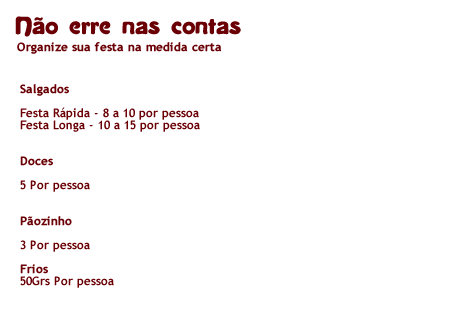 Não erre nas contas
Organize sua festa na medida certa
Salgados
Festa Rápida - 8 a 10 por pessoa
Festa Longa - 10 a 15 por pessoa
Doces
5 Por pessoa
Pãozinho
3 Por pessoa
Frios
50Grs Por pessoa